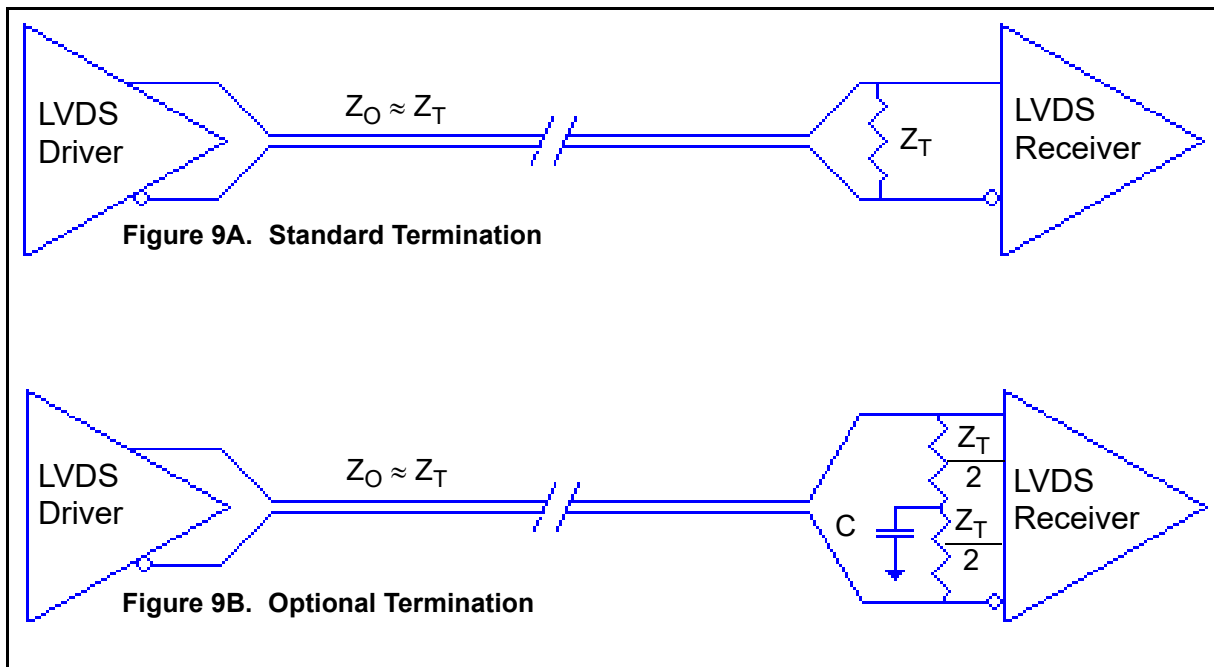 LVDS
Driver
Z_O ≈ Z_T
Z_T
LVDS
Receiver
Figure 9A. Standard Termination
LVDS
Driver
Z_O ≈ Z_T
C
Z_T
2
Z_T
2
LVDS
Receiver
Figure 9B. Optional Termination